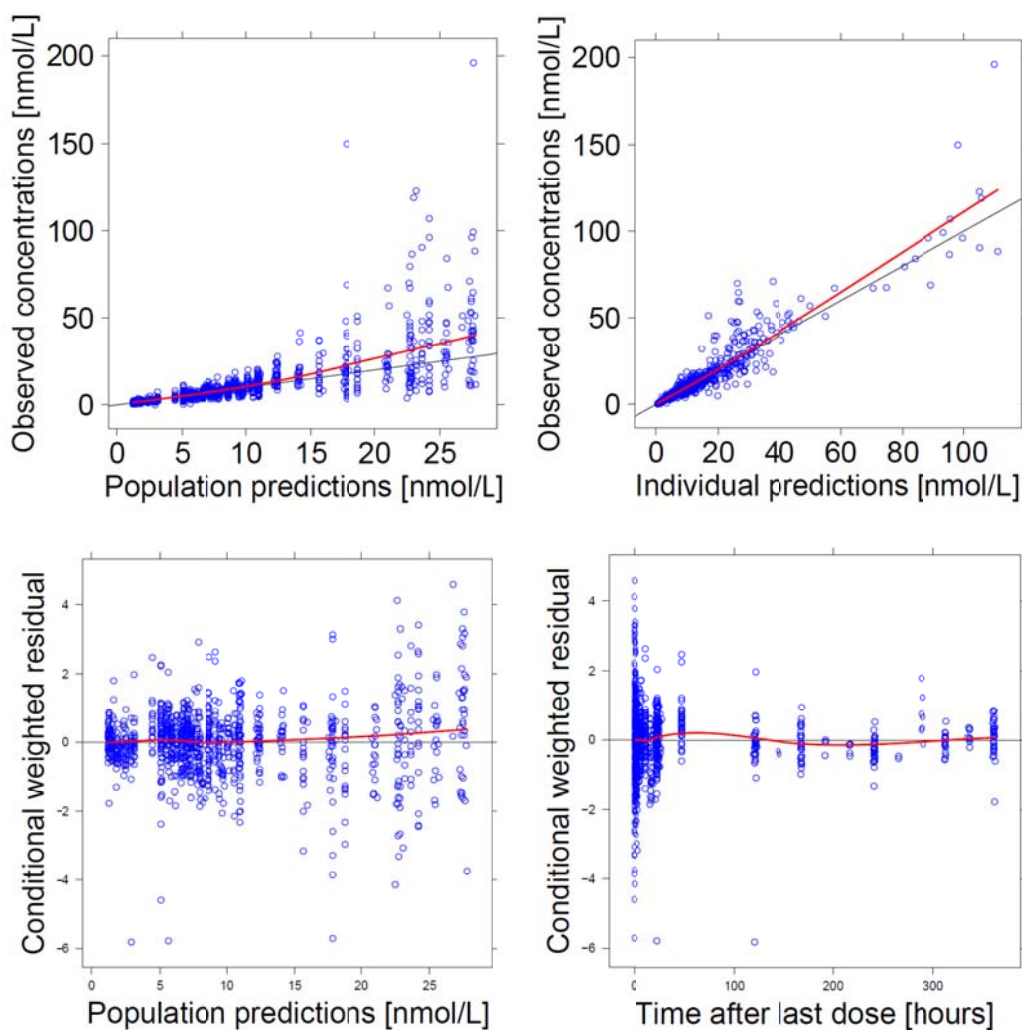 Observed concentrations [nmol/L]
200
150
100
50
0
0 5 10 15 20 25
Population predictions [nmol/L]
Observed concentrations [nmol/L]
200
150
100
50
0
0 20 40 60 80 100
Individual predictions [nmol/L]
Conditional weighted residual
4
2
0
-2
-4
-6
0 5 10 15 20 25
Population predictions [nmol/L]
Conditional weighted residual
4
2
0
-2
-4
-6
0 100 200 300
Time after last dose [hours]